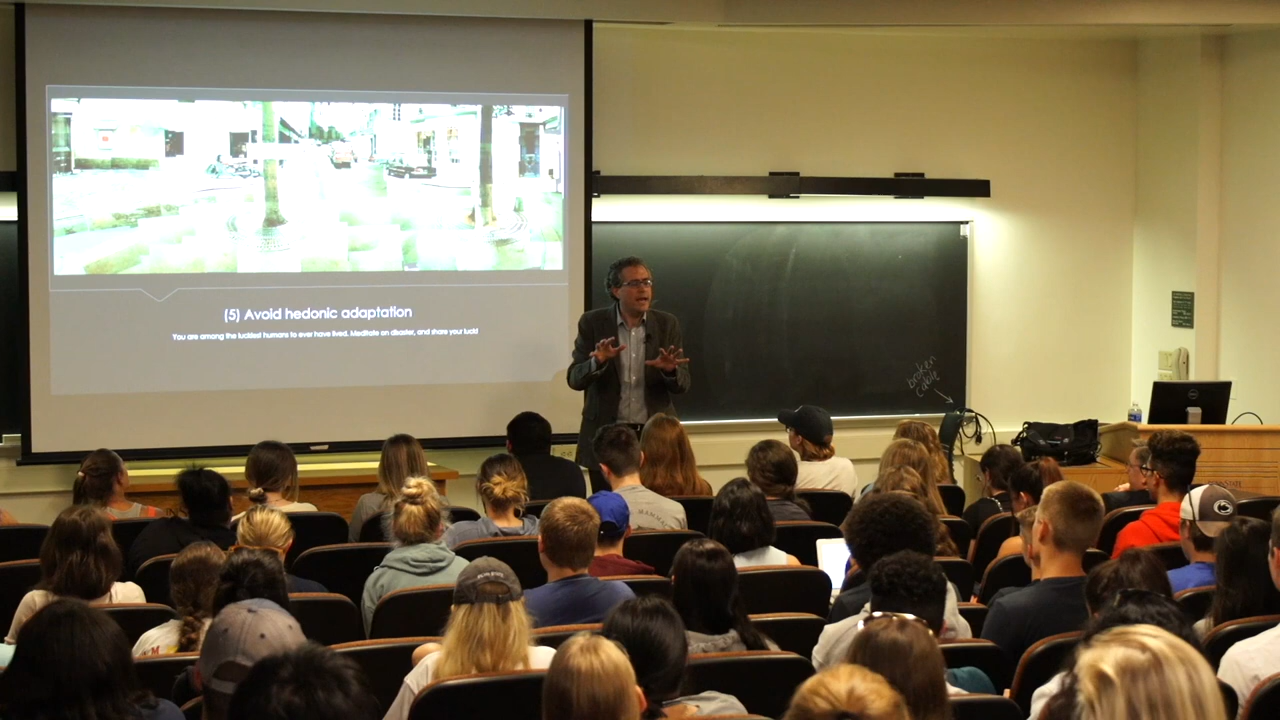 (5) Avoid hedonic adaptation
You are among the luckiest humans to ever have lived. Meditate on disaster, and share your luck!
broken
cable
DELL